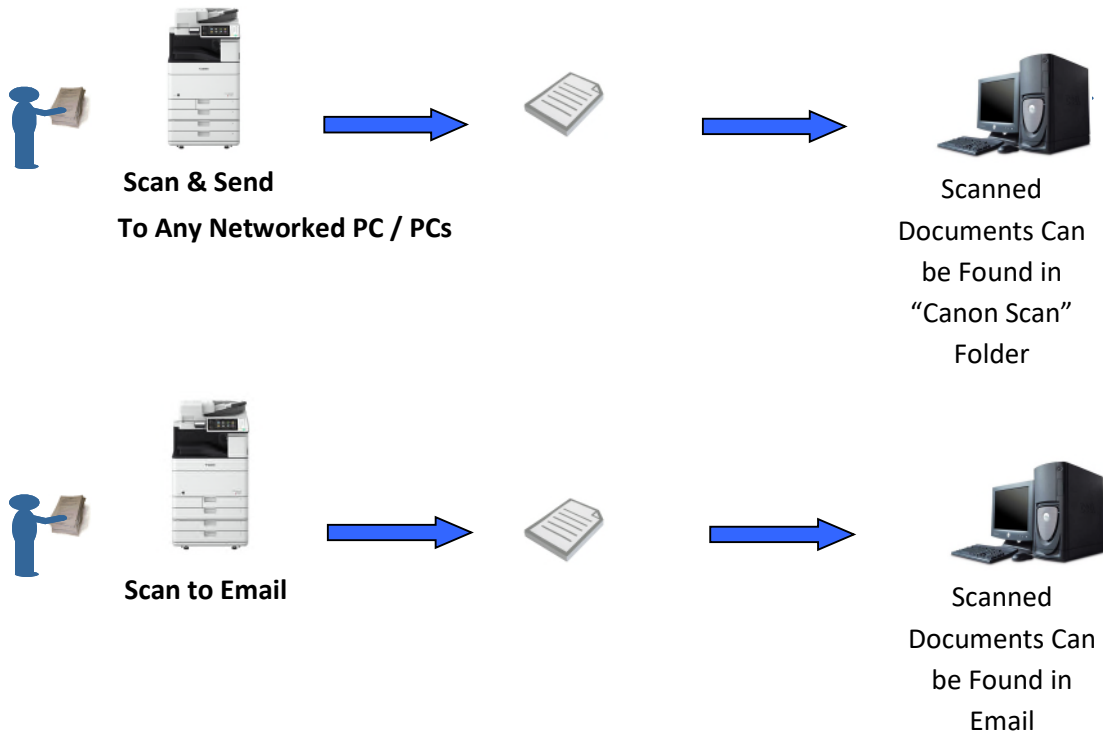 Scan & Send
To Any Networked PC / PCs
Scanned
Documents Can
be Found in
“Canon Scan”
Folder
Scan to Email
Scanned
Documents Can
be Found in
Email